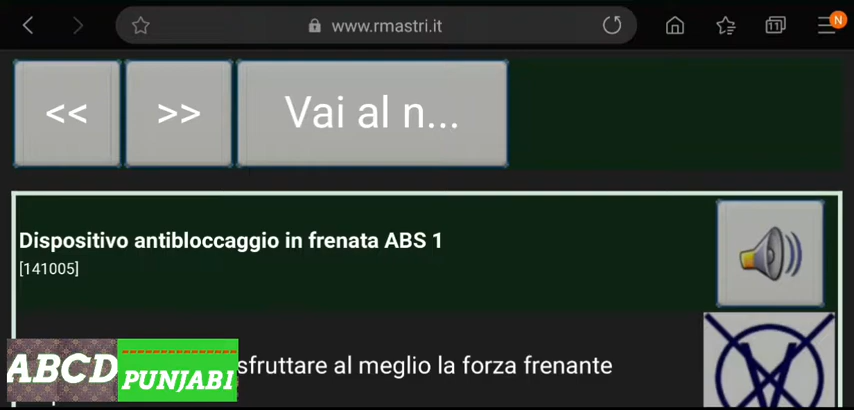 www.rmastri.it
11
N
<< >> Vai al n...
Dispositivo antibloccaggio in frenata ABS 1
[141005]
sfruttare al meglio la forza frenante
ABCD PUNJABI